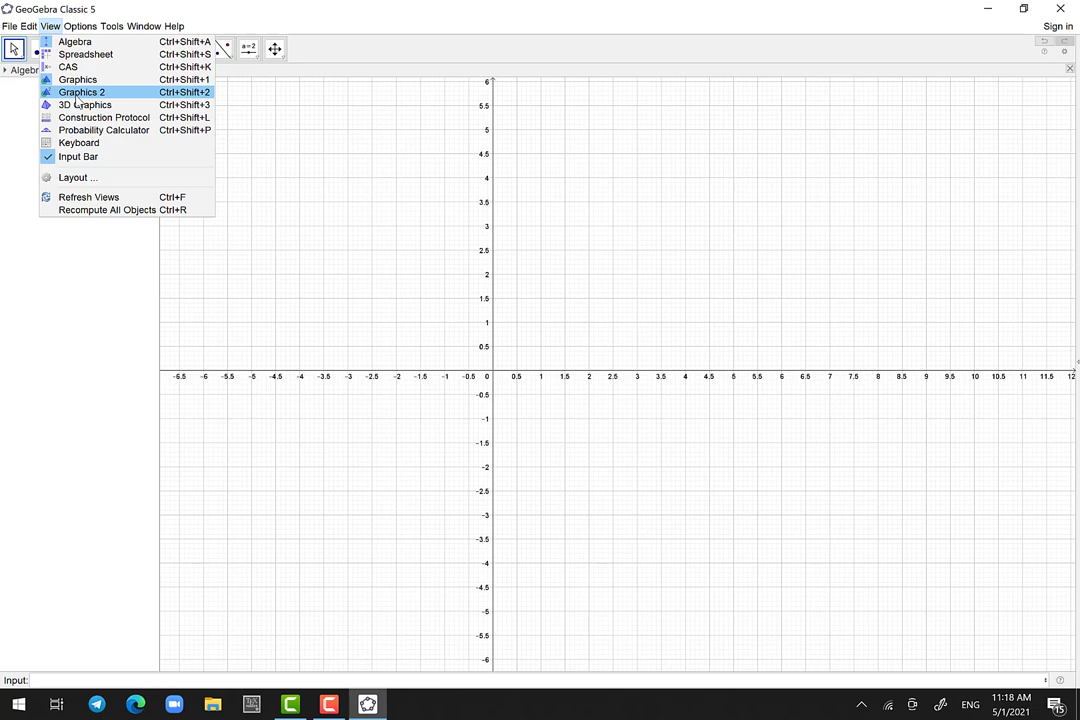 GeoGebra Classic 5
File Edit View Options Tools Window Help
Sign in
Algebra Ctrl+Shift+A
Spreadsheet Ctrl+Shift+S
CAS Ctrl+Shift+K
Graphics Ctrl+Shift+1
Graphics 2 Ctrl+Shift+2
3D Graphics Ctrl+Shift+3
Construction Protocol Ctrl+Shift+L
Probability Calculator Ctrl+Shift+P
Keyboard
Input Bar
Layout ...
Refresh Views Ctrl+F
Recompute All Objects Ctrl+R
a=2
Algebr
6
5.5
5
4.5
4
3.5
3
2.5
2
1.5
1
0.5
-6.5 -6 -5.5 -5 -4.5 -4 -3.5 -3 -2.5 -2 -1.5 -1 -0.5 0 0.5 1 1.5 2 2.5 3 3.5 4 4.5 5 5.5 6 6.5 7 7.5 8 8.5 9 9.5 10 10.5 11 11.5 12
-0.5
-1
-1.5
-2
-2.5
-3
-3.5
-4
-4.5
-5
-5.5
-6
Input:
ENG
11:18 AM
5/1/2021
15